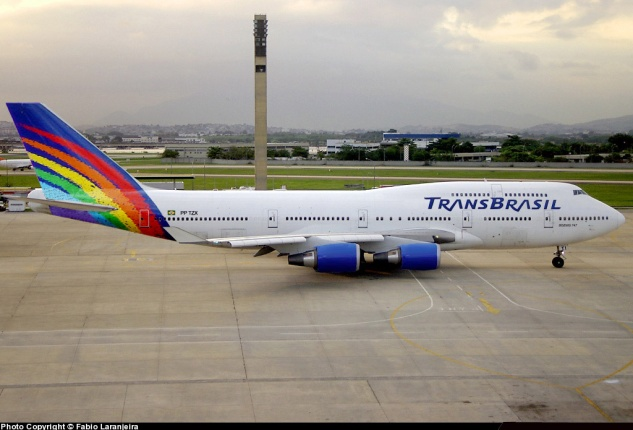 TRANSBRASIL
PP TZK
Photo Copyright © Fabio Laranjeira